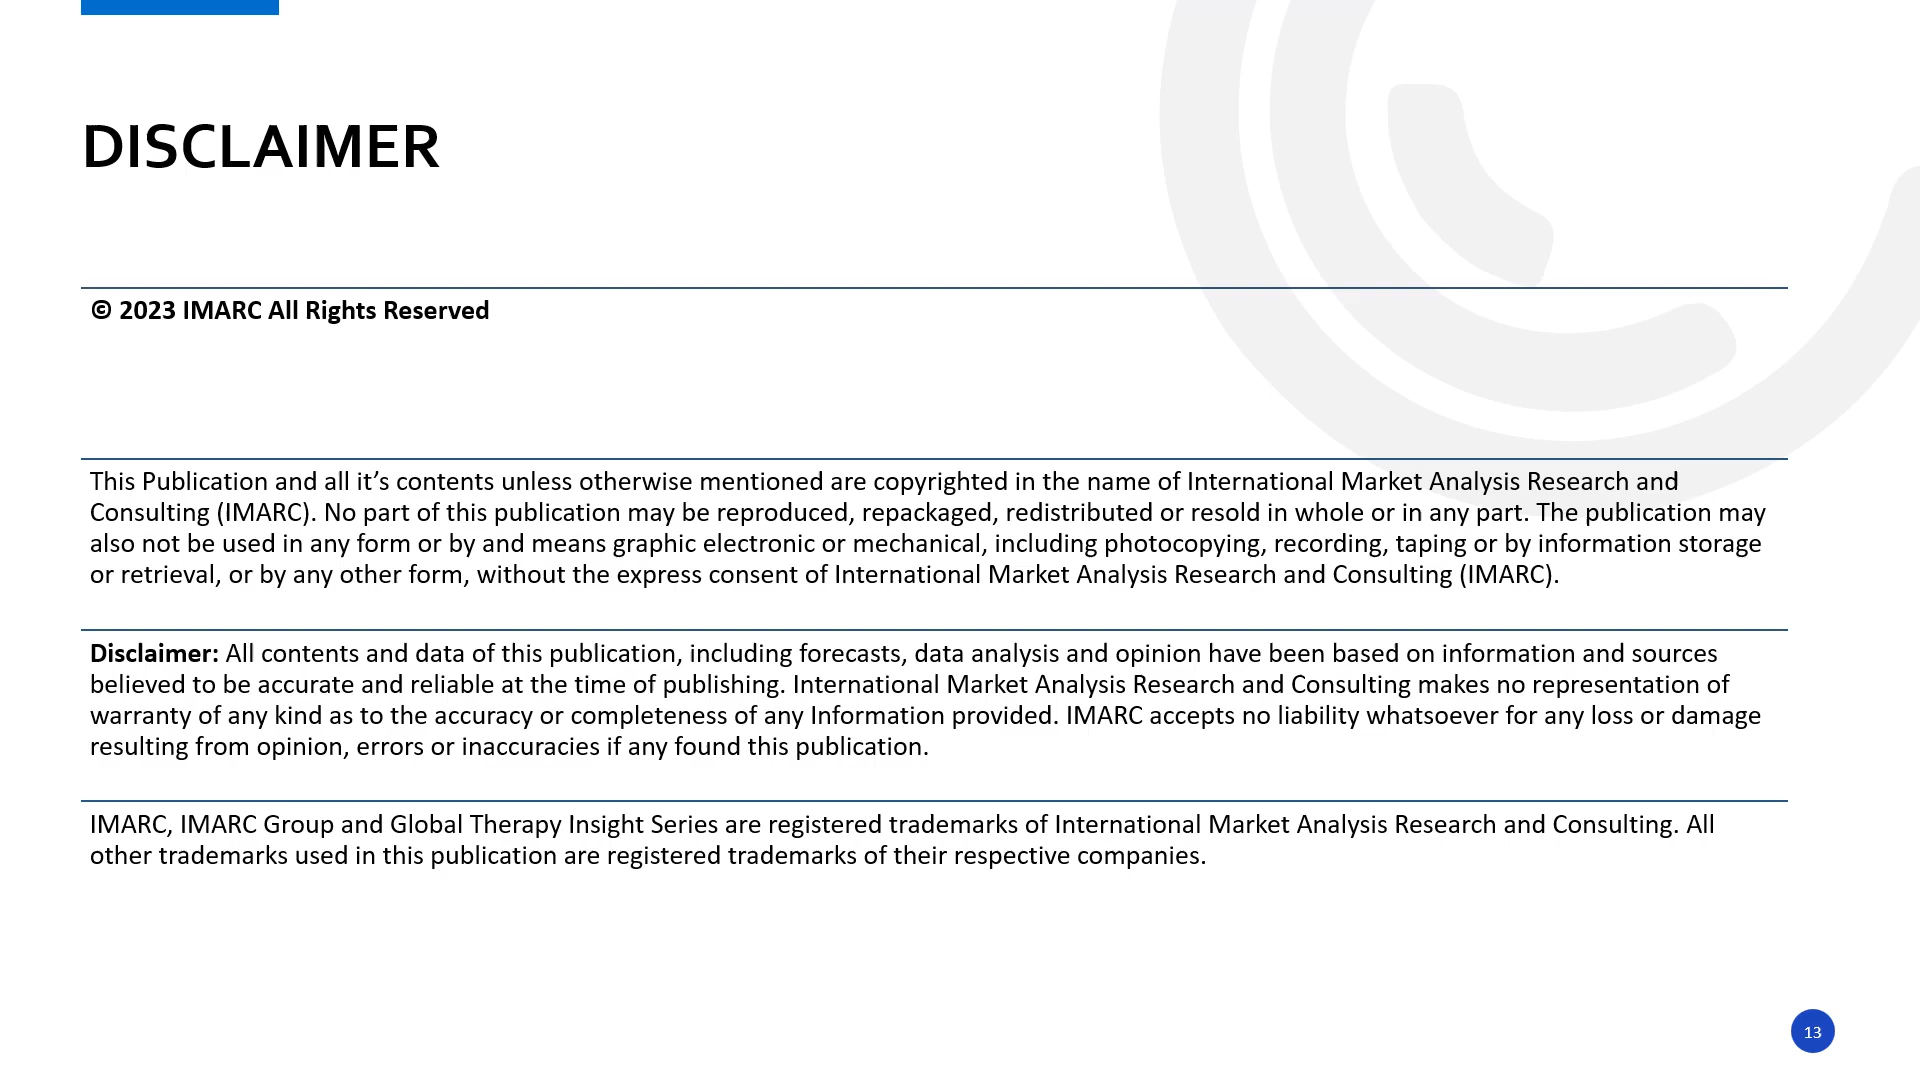 DISCLAIMER
© 2023 IMARC All Rights Reserved
This Publication and all it’s contents unless otherwise mentioned are copyrighted in the name of International Market Analysis Research and
Consulting (IMARC). No part of this publication may be reproduced, repackaged, redistributed or resold in whole or in any part. The publication may
also not be used in any form or by and means graphic electronic or mechanical, including photocopying, recording, taping or by information storage
or retrieval, or by any other form, without the express consent of International Market Analysis Research and Consulting (IMARC).
Disclaimer: All contents and data of this publication, including forecasts, data analysis and opinion have been based on information and sources
believed to be accurate and reliable at the time of publishing. International Market Analysis Research and Consulting makes no representation of
warranty of any kind as to the accuracy or completeness of any Information provided. IMARC accepts no liability whatsoever for any loss or damage
resulting from opinion, errors or inaccuracies if any found this publication.
IMARC, IMARC Group and Global Therapy Insight Series are registered trademarks of International Market Analysis Research and Consulting. All
other trademarks used in this publication are registered trademarks of their respective companies.
13